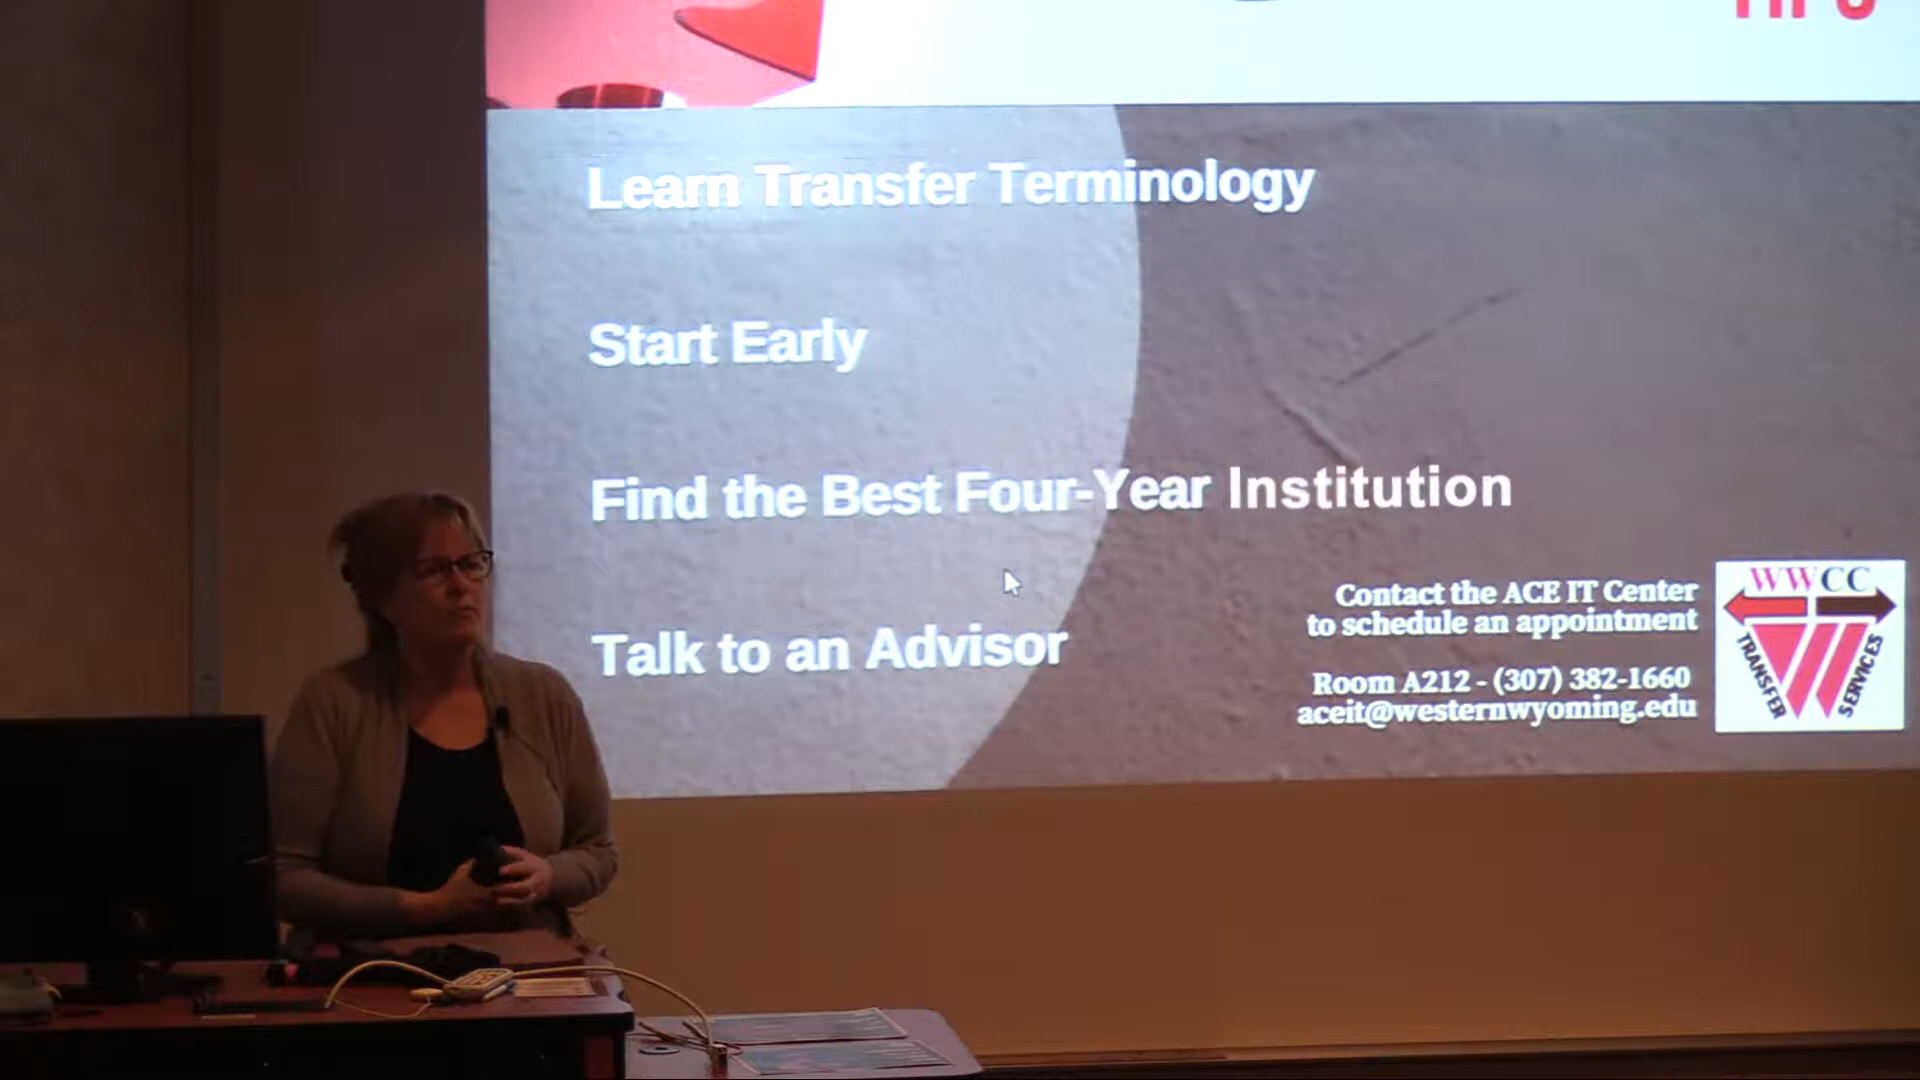 TIPS
Learn Transfer Terminology
Start Early
Find the Best Four-Year Institution
Talk to an Advisor
Contact the ACE IT Center
to schedule an appointment
Room A212 - (307) 382-1660
aceit@westernwyoming.edu
WWCC
TRANSFER
SERVICES